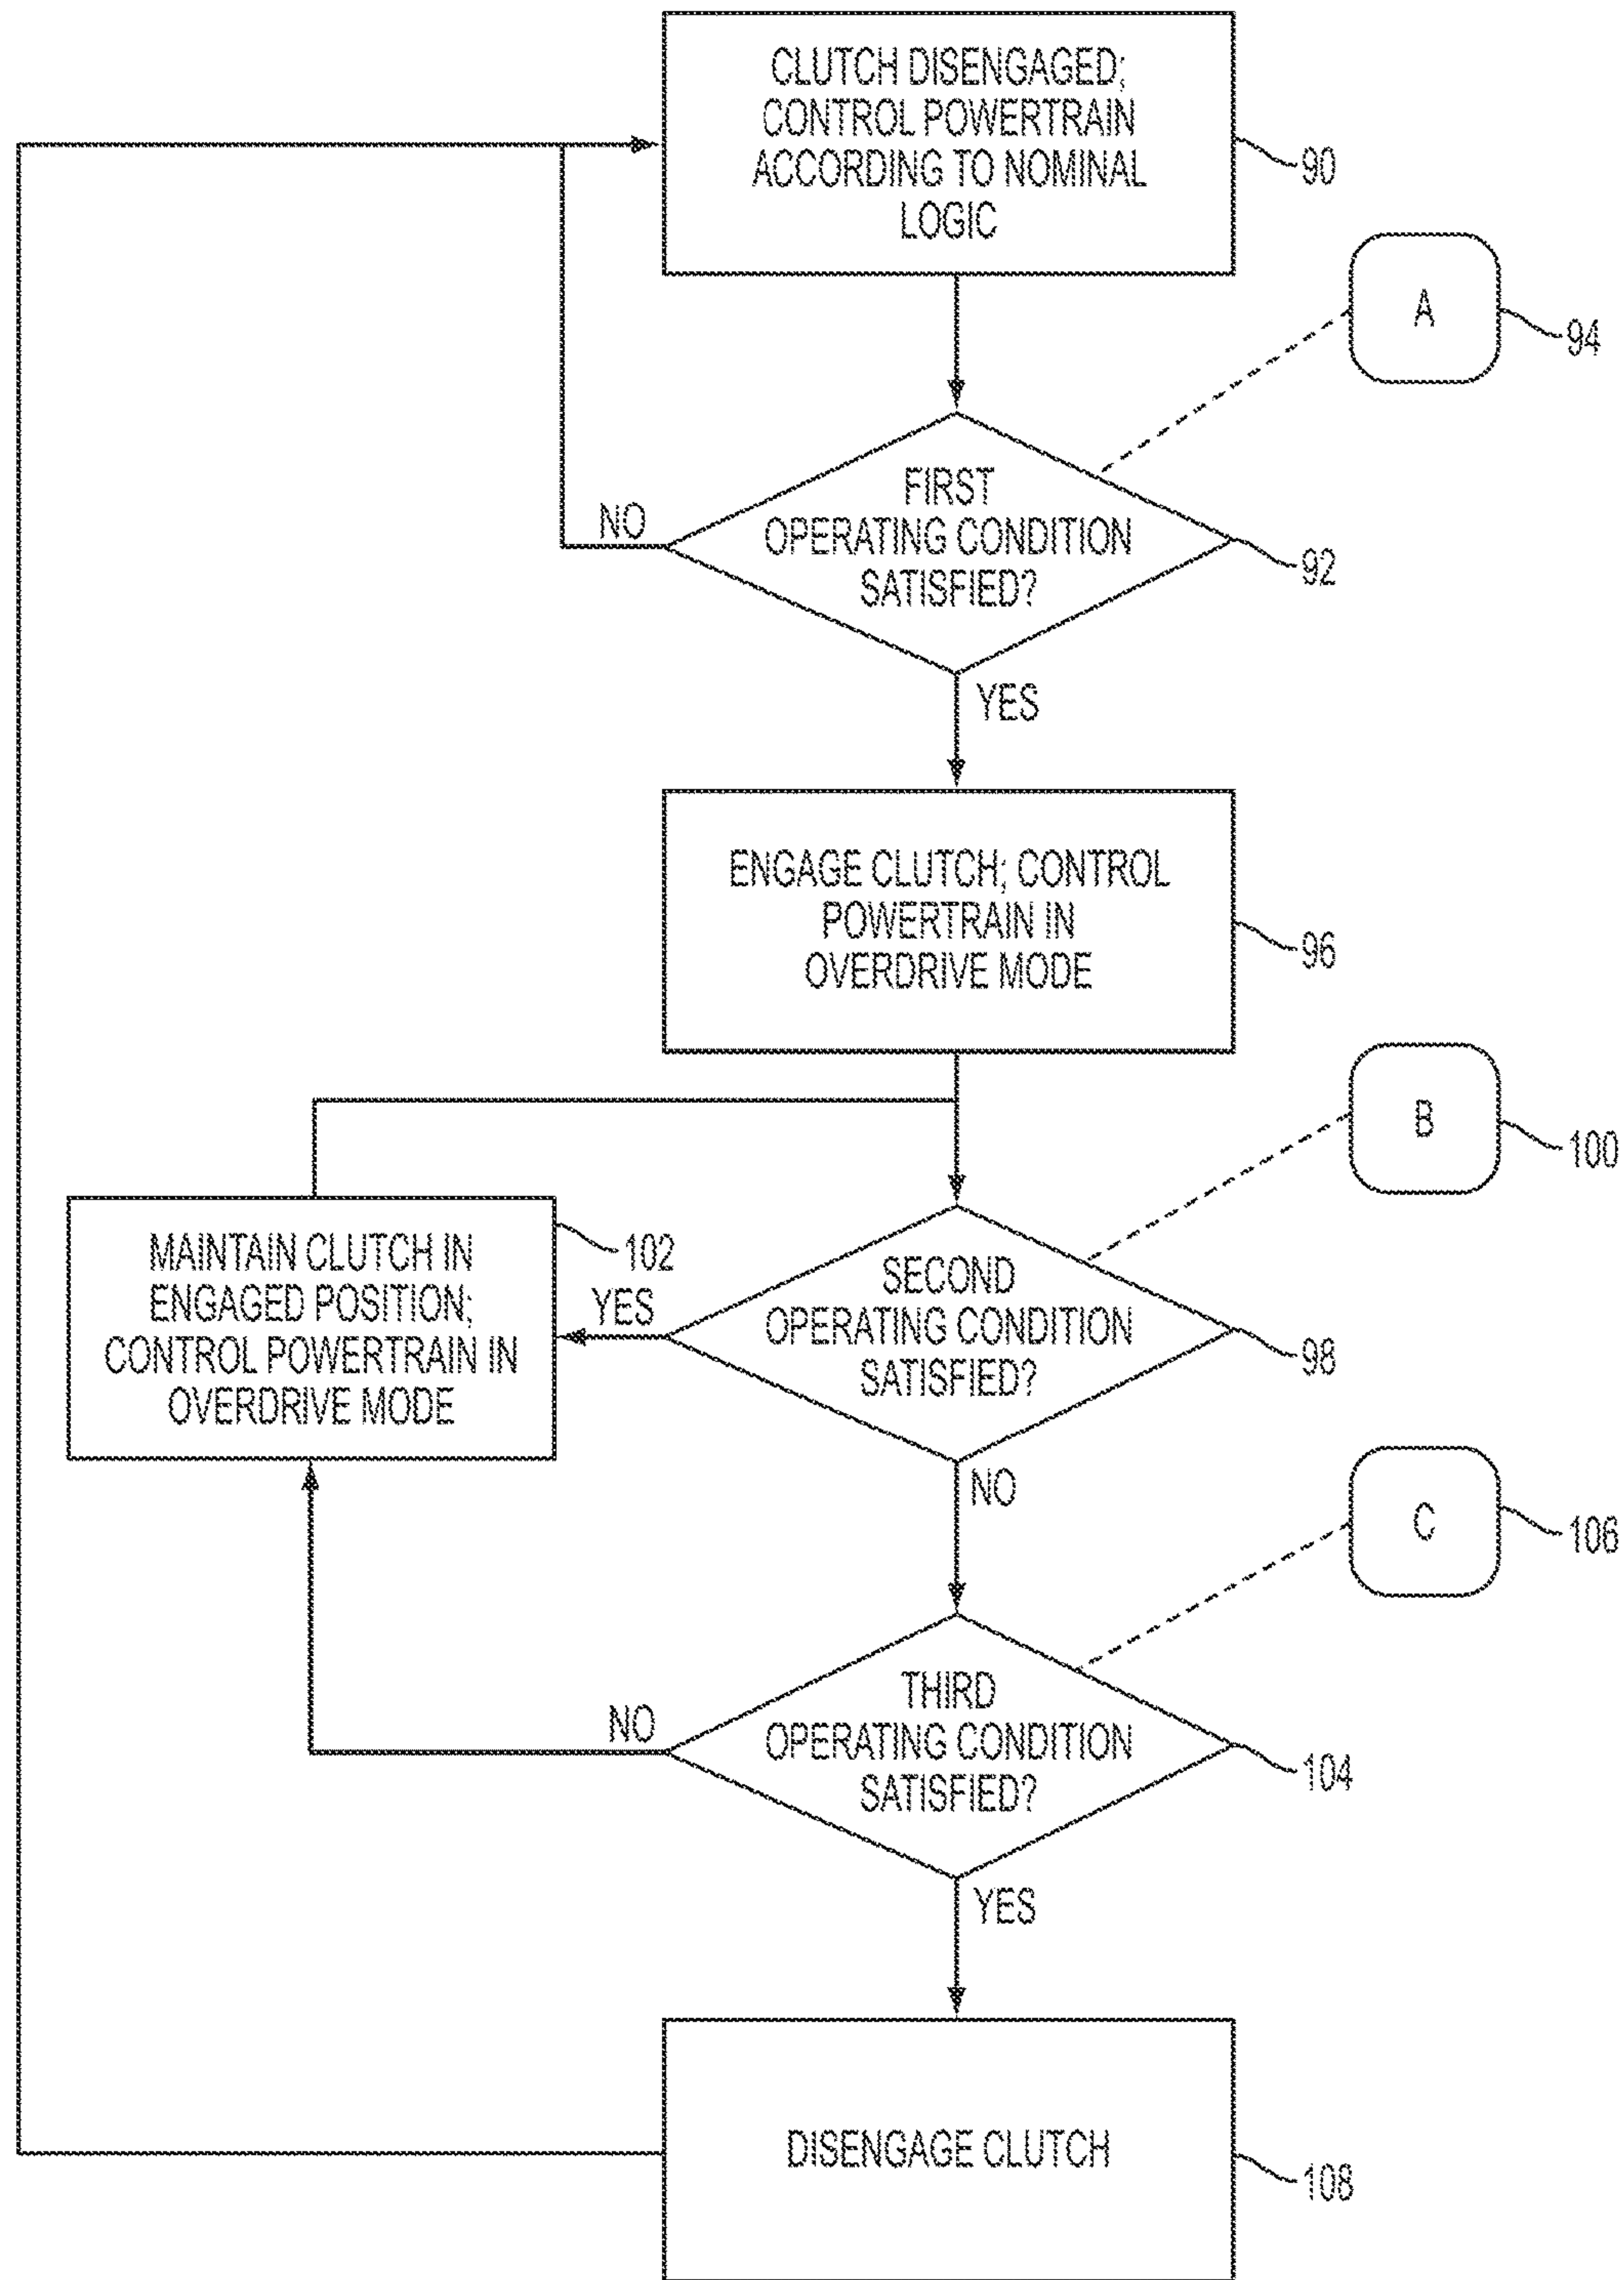 CLUTCH DISENGAGED;
CONTROL POWERTRAIN
ACCORDING TO NOMINAL
LOGIC
90
A
94
FIRST
OPERATING CONDITION
SATISFIED?
NO
92
YES
ENGAGE CLUTCH; CONTROL
POWERTRAIN IN
OVERDRIVE MODE
96
B
100
MAINTAIN CLUTCH IN
ENGAGED POSITION;
CONTROL POWERTRAIN IN
OVERDRIVE MODE
102
YES
SECOND
OPERATING CONDITION
SATISFIED?
98
NO
C
106
THIRD
OPERATING CONDITION
SATISFIED?
NO
104
YES
DISENGAGE CLUTCH
108